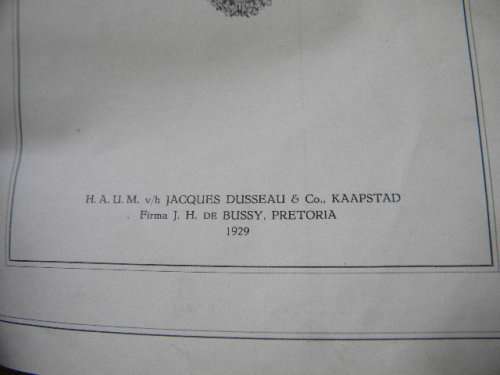 H. A. U. M. v/h JACQUES DUSSEAU & Co., KAAPSTAD
Firma J. H. DE BUSSY, PRETORIA
1929